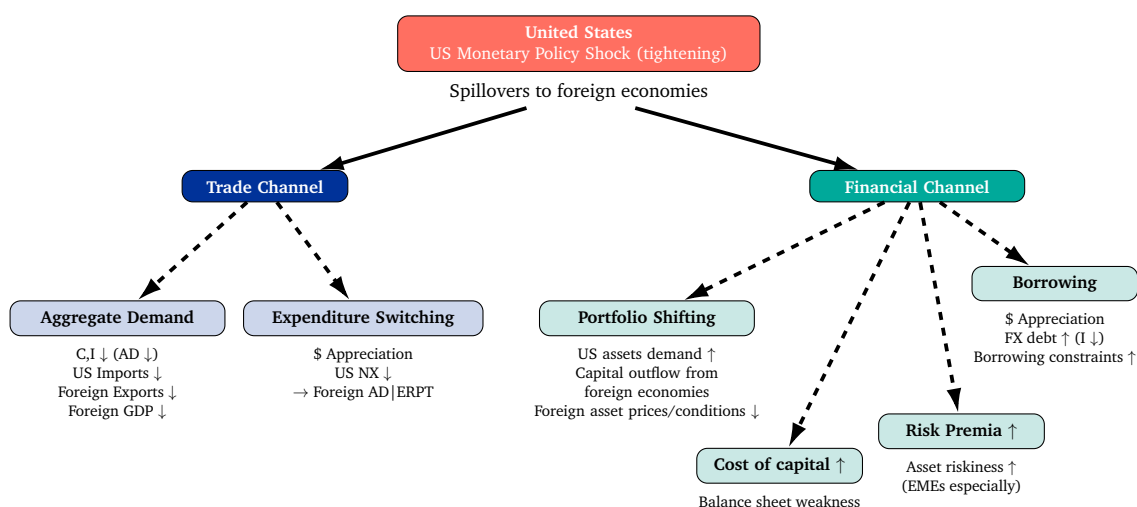 United States
US Monetary Policy Shock (tightening)
Spillovers to foreign economies
Trade Channel
Financial Channel
Aggregate Demand
C,I ↓ (AD ↓)
US Imports ↓
Foreign Exports ↓
Foreign GDP ↓
Expenditure Switching
$ Appreciation
US NX ↓
→ Foreign AD|ERPT
Portfolio Shifting
US assets demand ↑
Capital outflow from
foreign economies
Foreign asset prices/conditions ↓
Cost of capital ↑
Balance sheet weakness
Risk Premia ↑
Asset riskiness ↑
(EMEs especially)
Borrowing
$ Appreciation
FX debt ↑ (I ↓)
Borrowing constraints ↑